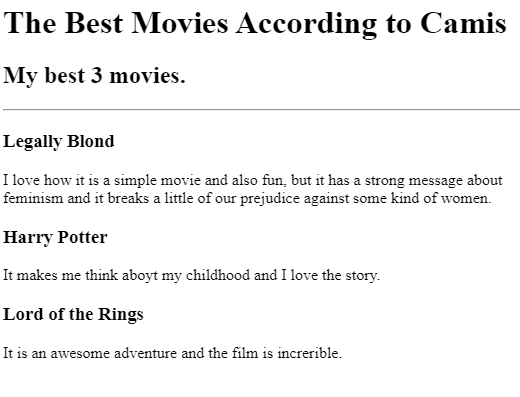 The Best Movies According to Camis
My best 3 movies.
Legally Blond
I love how it is a simple movie and also fun, but it has a strong message about
feminism and it breaks a little of our prejudice against some kind of women.
Harry Potter
It makes me think aboyt my childhood and I love the story.
Lord of the Rings
It is an awesome adventure and the film is increrible.